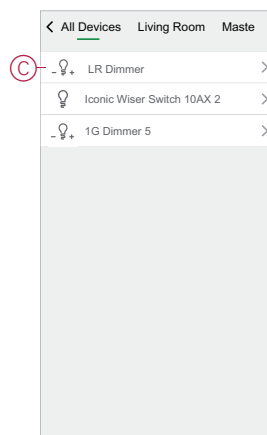 All Devices Living Room Maste
C
LR Dimmer
Iconic Wiser Switch 10AX 2
1G Dimmer 5